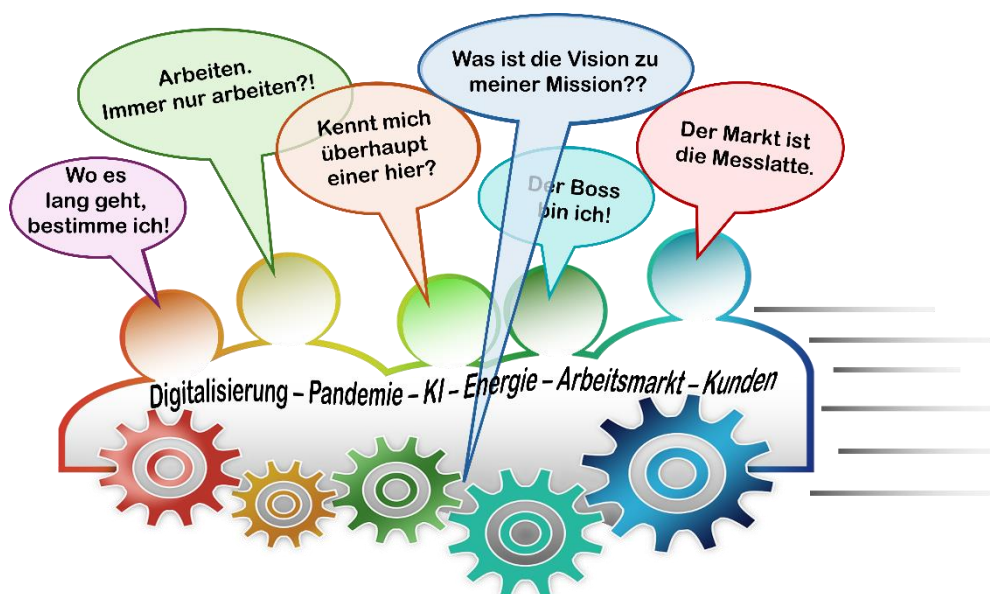 Arbeiten.
Immer nur arbeiten?!
Was ist die Vision zu
meiner Mission??
Kennt mich
überhaupt
einer hier?
Der Markt ist
die Messlatte.
Wo es
lang geht,
bestimme ich!
Der Boss
bin ich!
Digitalisierung – Pandemie – KI – Energie – Arbeitsmarkt – Kunden